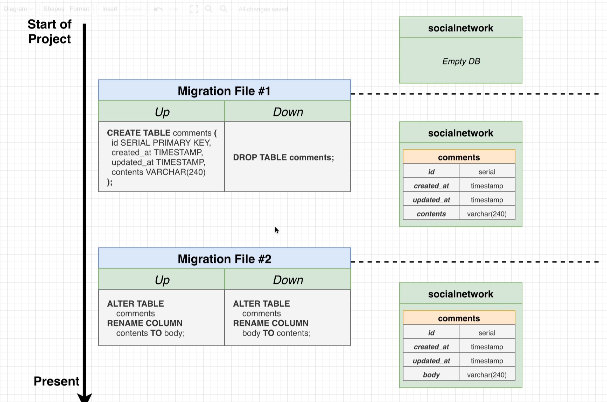 Diagram
Shapes
Format
Insert
All changes saved
Start of
Project
socialnetwork
Empty DB
Migration File #1
Up
Down
CREATE TABLE comments (
id SERIAL PRIMARY KEY,
created_at TIMESTAMP,
updated_at TIMESTAMP,
contents VARCHAR(240)
);
DROP TABLE comments;
socialnetwork
comments
id serial
created_at timestamp
updated_at timestamp
contents varchar(240)
Migration File #2
Up
Down
ALTER TABLE
comments
RENAME COLUMN
contents TO body;
ALTER TABLE
comments
RENAME COLUMN
body TO contents;
socialnetwork
comments
id serial
created_at timestamp
updated_at timestamp
body varchar(240)
Present